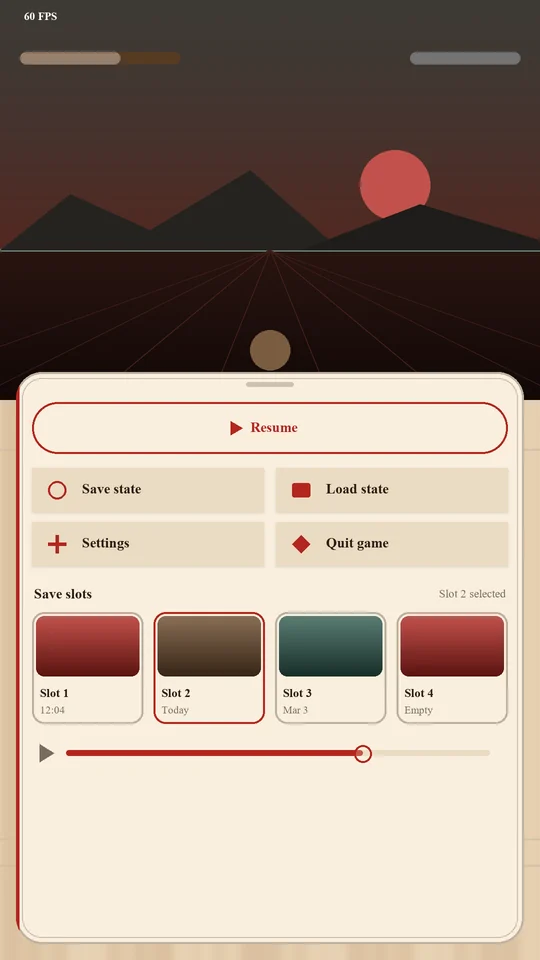 60 FPS
Resume
Save state
Load state
Settings
Quit game
Save slots
Slot 2 selected
Slot 1
12:04
Slot 2
Today
Slot 3
Mar 3
Slot 4
Empty